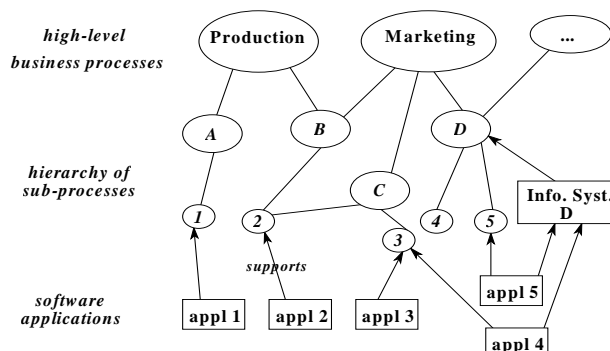 high-level
business processes
Production
Marketing
...
A
B
D
hierarchy of
sub-processes
C
Info. Syst.
D
1
2
3
4
5
supports
software
applications
appl 1
appl 2
appl 3
appl 5
appl 4